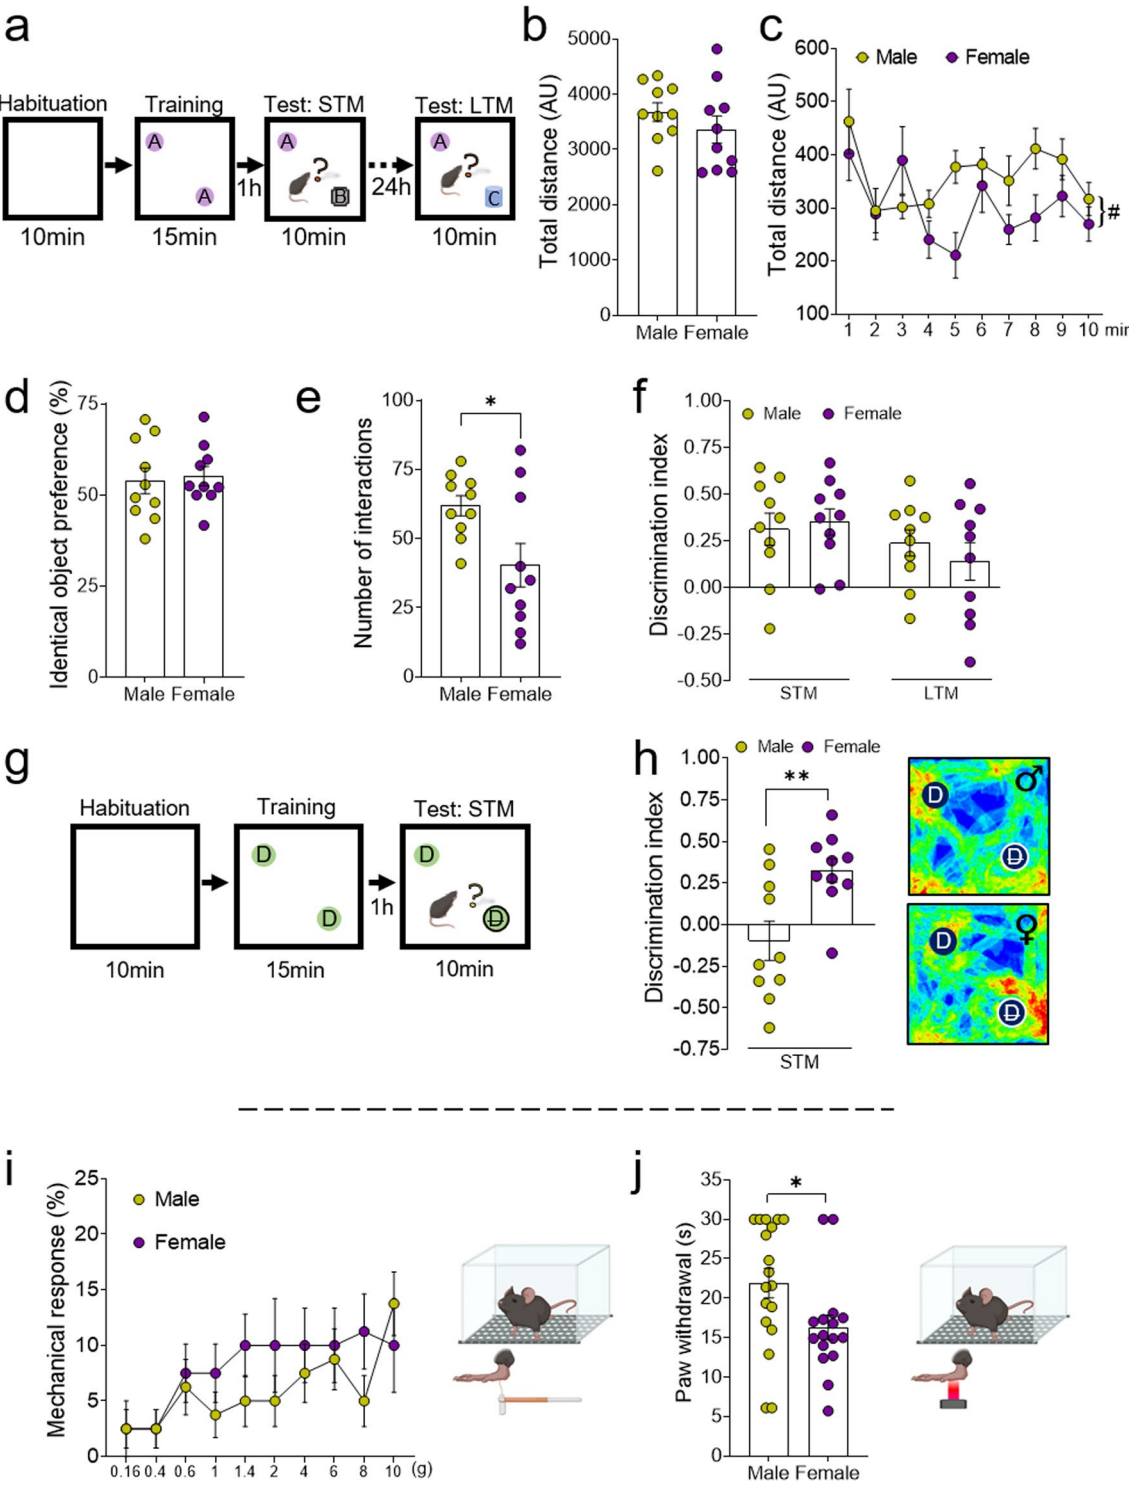 a
Habituation
Training
Test: STM
Test: LTM
A
A
A
?
B
A
?
C
1h
24h
10min
15min
10min
10min
b
Total distance (AU)
5000
4000
3000
2000
1000
0
Male Female
c
Total distance (AU)
Male
Female
600
500
400
300
200
100
#
1 2 3 4 5 6 7 8 9 10 min
d
Identical object preference (%)
75
50
25
0
Male Female
e
Number of interactions
100
75
50
25
0
*
Male Female
f
Discrimination index
Male
Female
1.00
0.75
0.50
0.25
0.00
-0.25
-0.50
STM
LTM
g
Habituation
Training
Test: STM
D
D
D
?
D
1h
10min
15min
10min
h
Discrimination index
Male
Female
1.00
0.75
0.50
0.25
0.00
-0.25
-0.50
-0.75
**
STM
D
♂
D
D
♀
D
i
Mechanical response (%)
25
20
15
10
5
0
Male
Female
0.16 0.4 0.6 1 1.4 2 4 6 8 10 (g)
j
Paw withdrawal (s)
35
30
25
20
15
10
5
0
*
Male Female